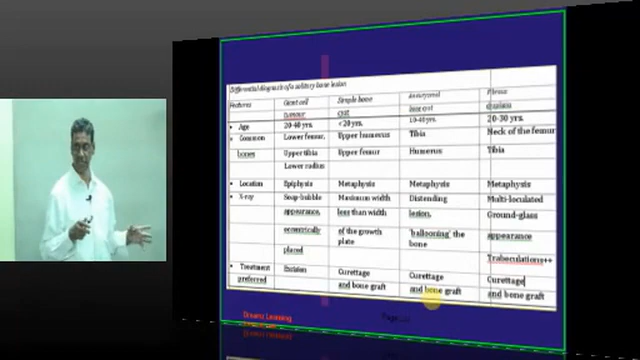 Differential diagnosis of a solitary bone lesion
Features Giant cell tumour Simple bone cyst Aneurysmal bone cyst Fibrous
Age 20-40 yrs. <20 yrs. 10-40 yrs. 20-30 yrs.
Common bones Lower femur, Upper humerus Tibia Neck of the femur
Upper tibia Upper femur Humerus Tibia
Lower radius
Location Epiphysis Metaphysis Metaphysis Metaphysis
X-ray Soap-bubble Maximum width Distending Multi-loculated
appearance, less than width lesion, Ground-glass
eccentrically of the growth 'ballooning' the appearance
placed plate bone
Trabeculations++
Treatment preferred Excision Curettage Curettage Curettage
and bone graft and bone graft and bone graft
Dreams Learning